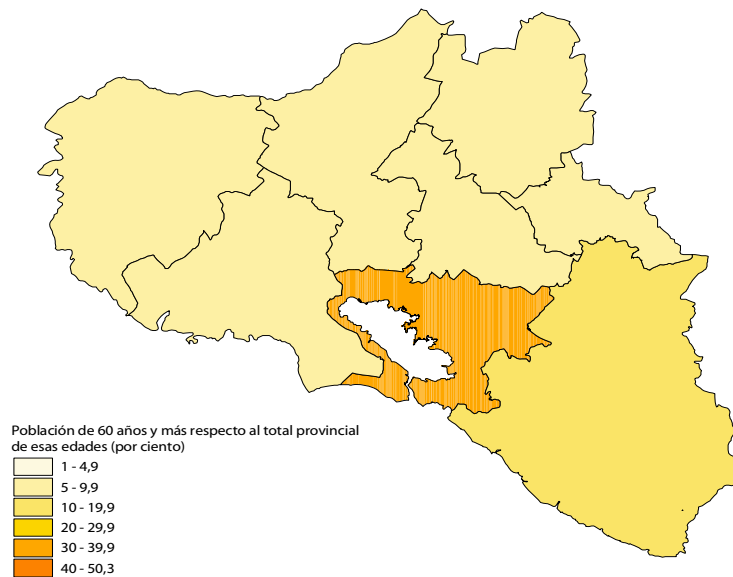 Población de 60 años y más respecto al total provincial
de esas edades (por ciento)
1 - 4,9
5 - 9,9
10 - 19,9
20 - 29,9
30 - 39,9
40 - 50,3